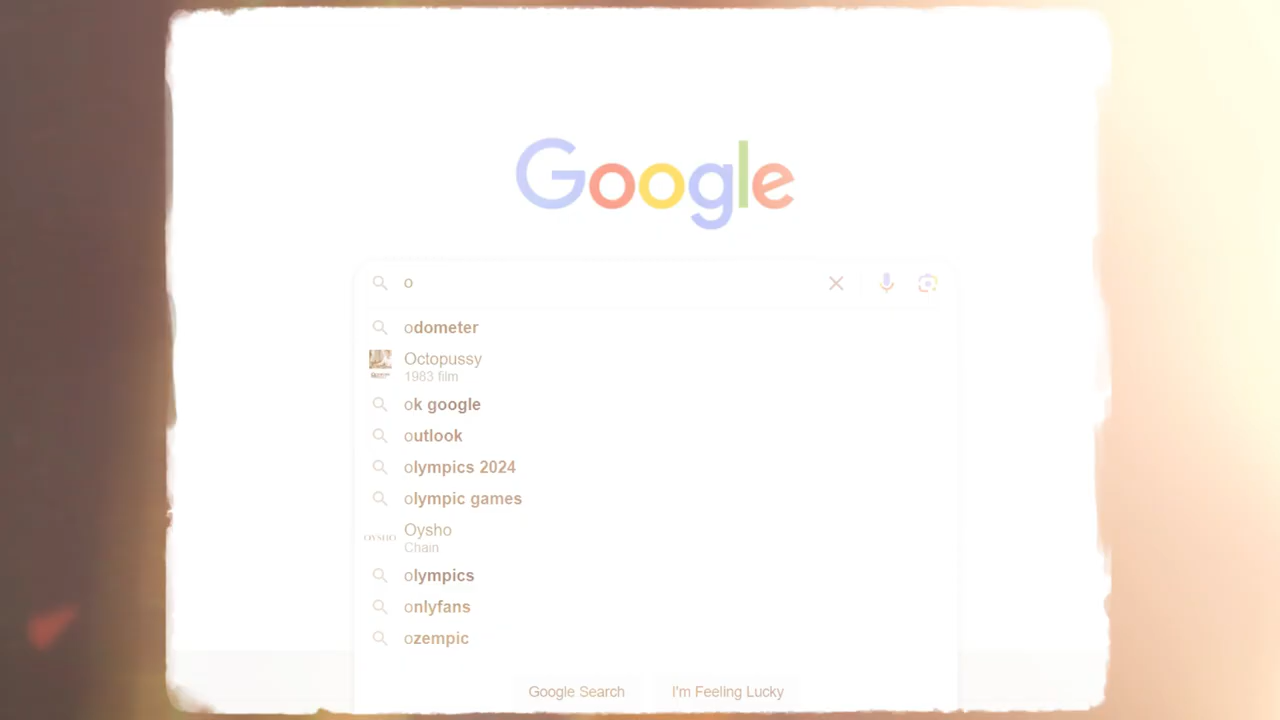 Google
o
odometer
Octopussy
1983 film
ok google
outlook
olympics 2024
olympic games
OYSHO
Oysho
Chain
olympics
onlyfans
ozempic
Google Search
I'm Feeling Lucky